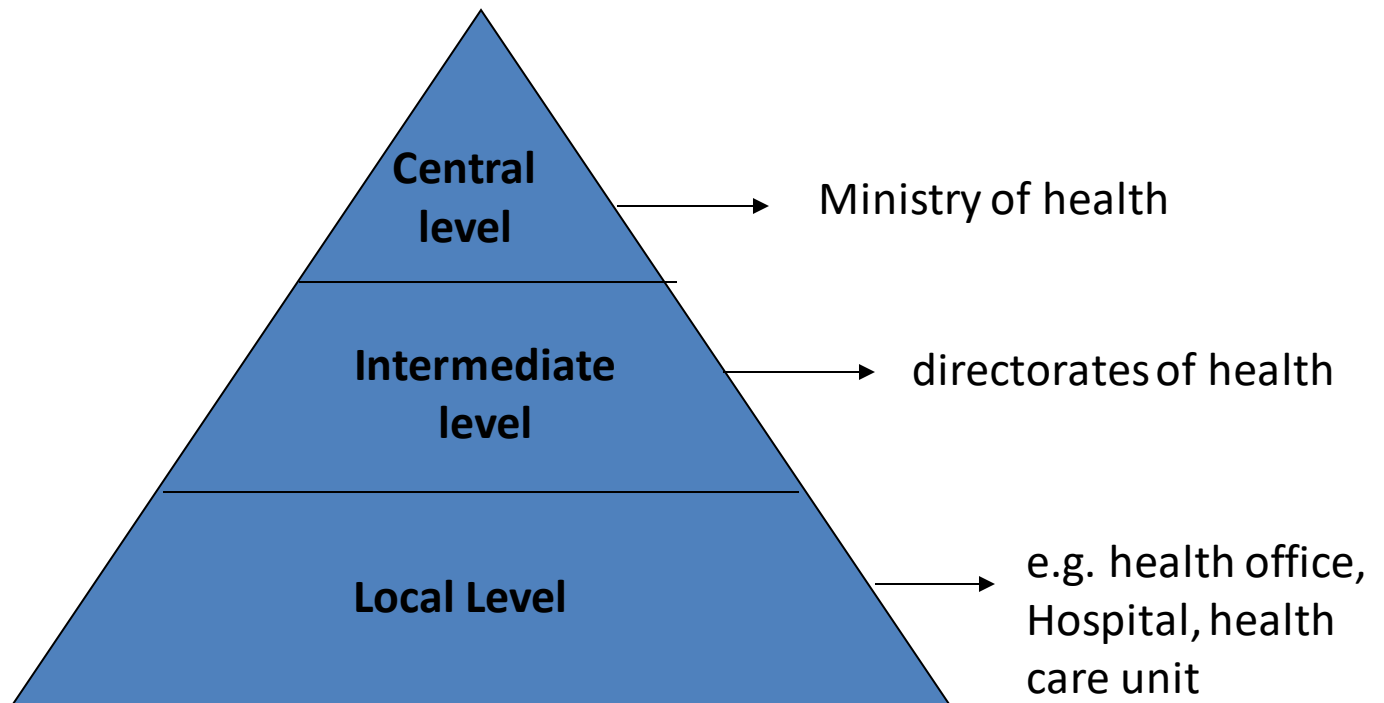 Central
level
Ministry of health
Intermediate
level
directorates of health
Local Level
e.g. health office,
Hospital, health
care unit